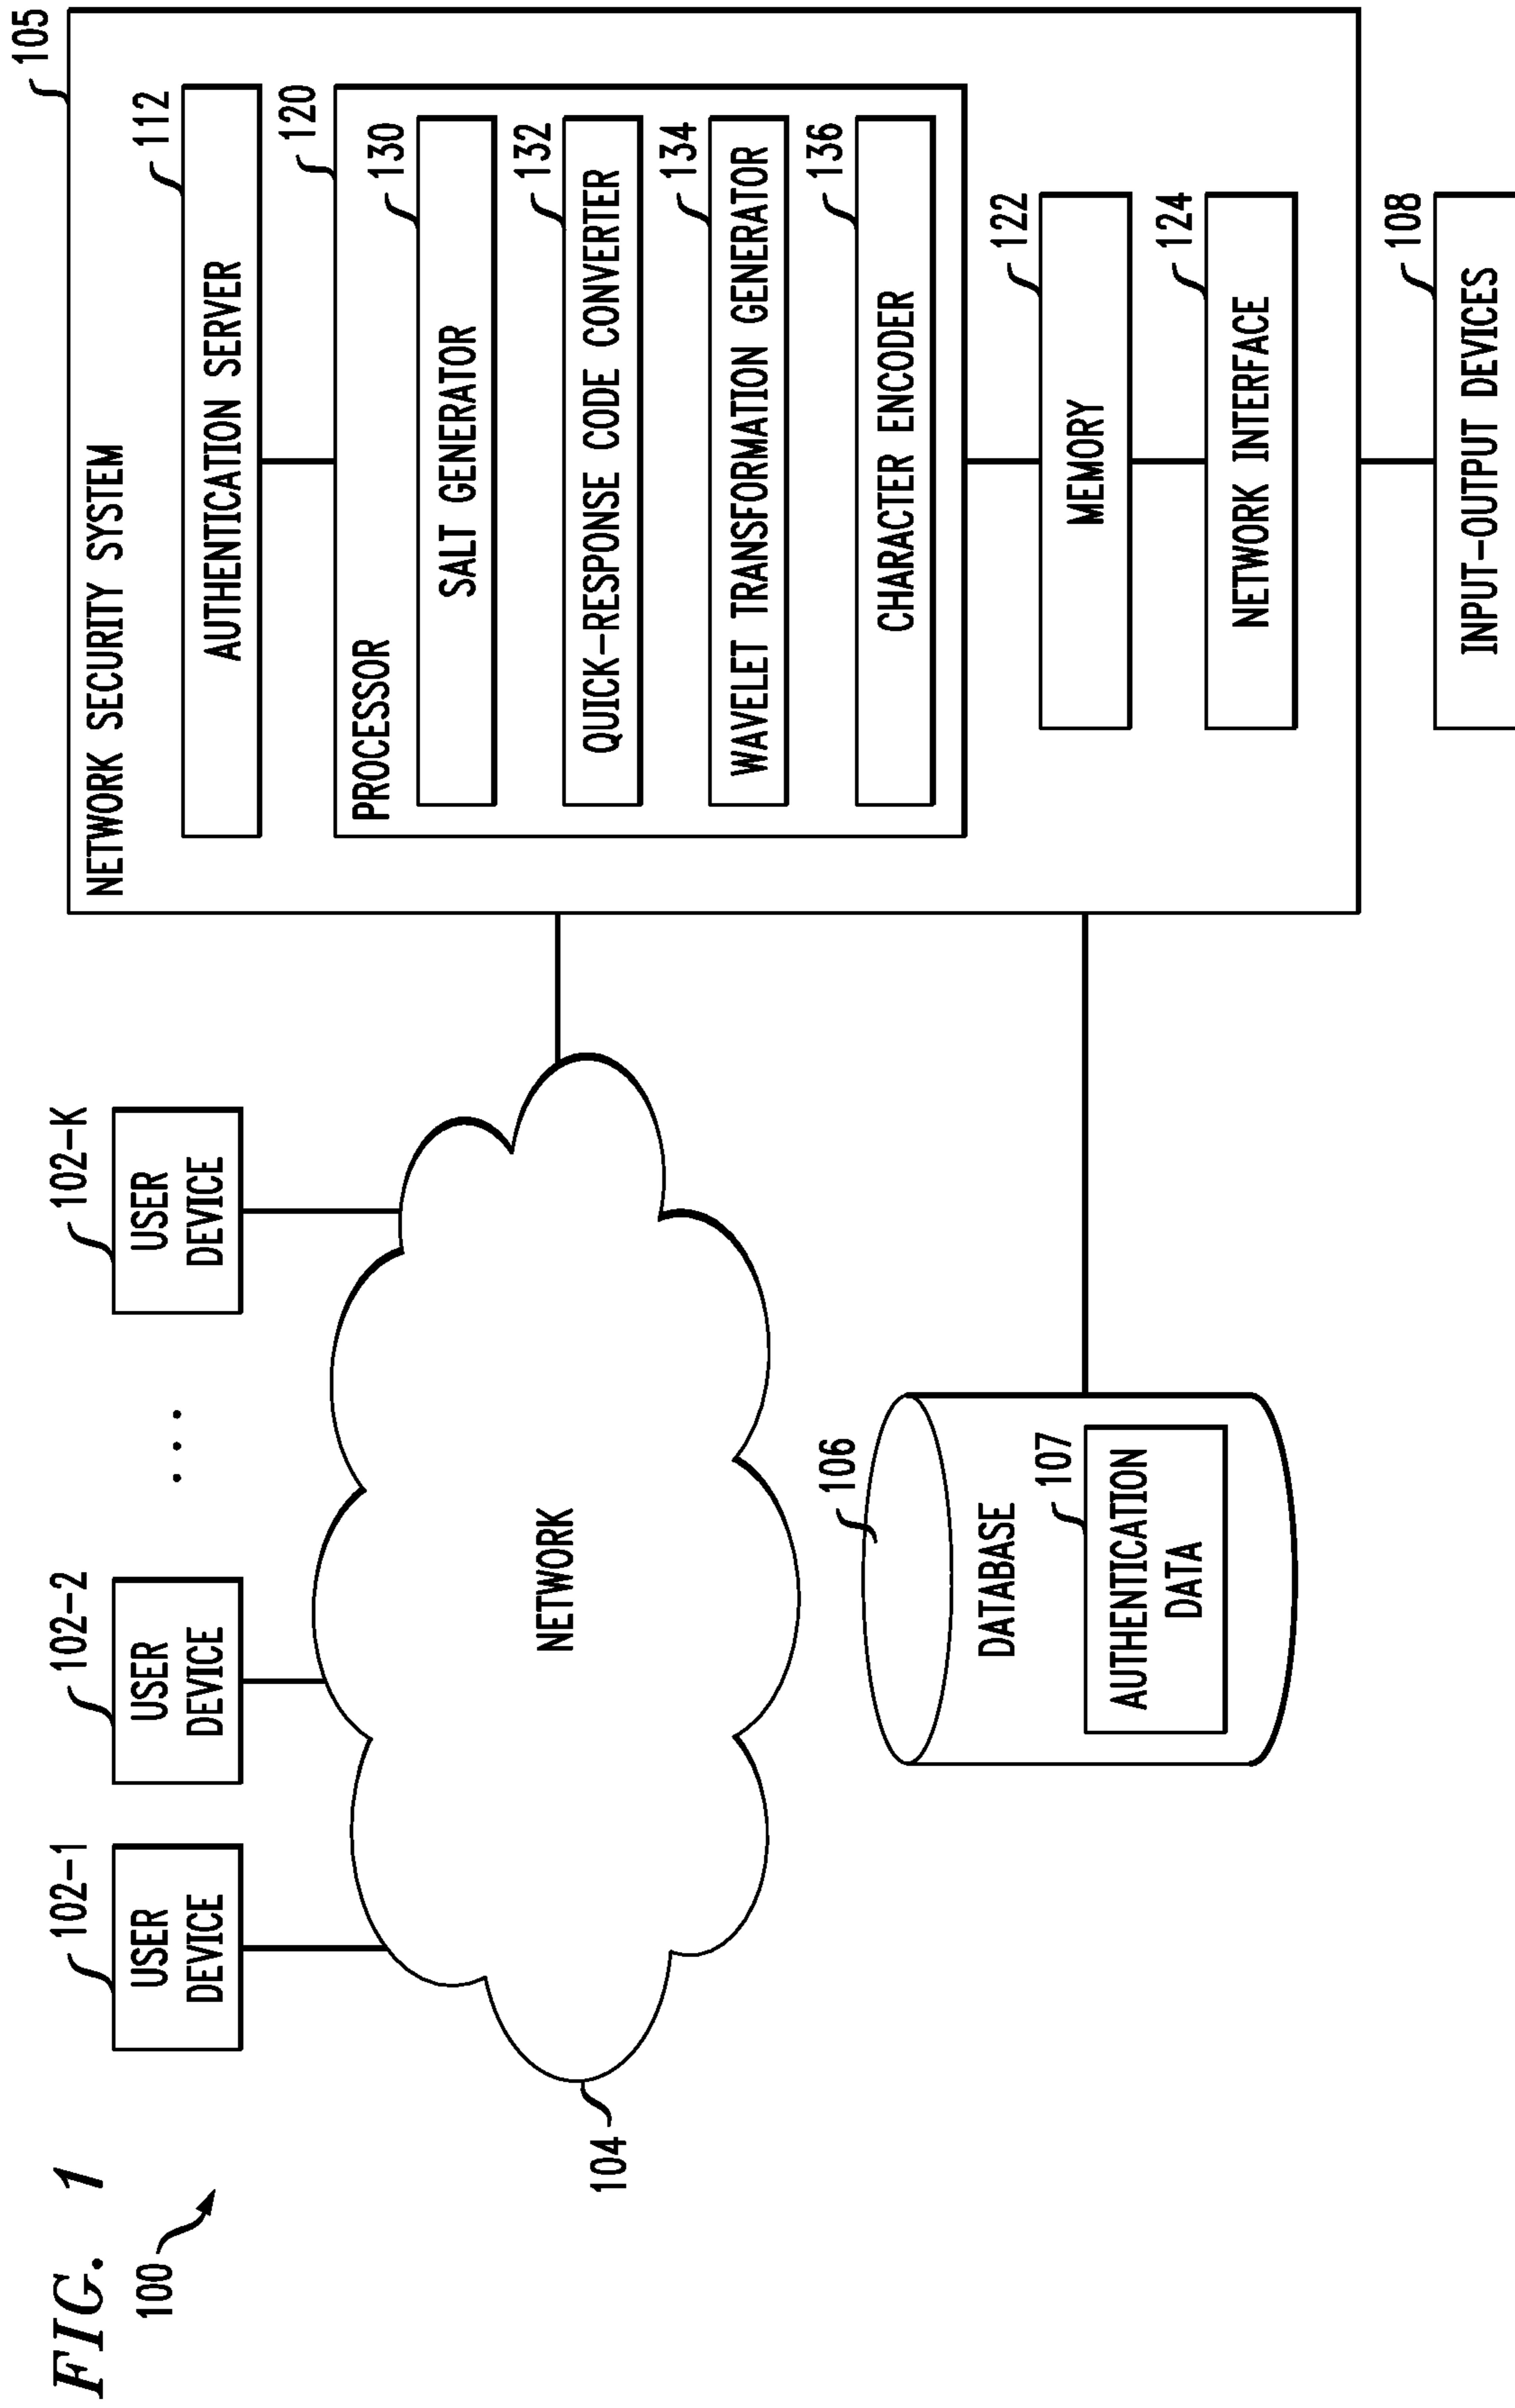 FIG. 1
100
102-1
USER
DEVICE
102-2
USER
DEVICE
. . .
102-K
USER
DEVICE
104
NETWORK
106
DATABASE
107
AUTHENTICATION
DATA
105
NETWORK SECURITY SYSTEM
112
AUTHENTICATION SERVER
120
PROCESSOR
130
SALT GENERATOR
132
QUICK-RESPONSE CODE CONVERTER
134
WAVELET TRANSFORMATION GENERATOR
136
CHARACTER ENCODER
122
MEMORY
124
NETWORK INTERFACE
108
INPUT-OUTPUT DEVICES